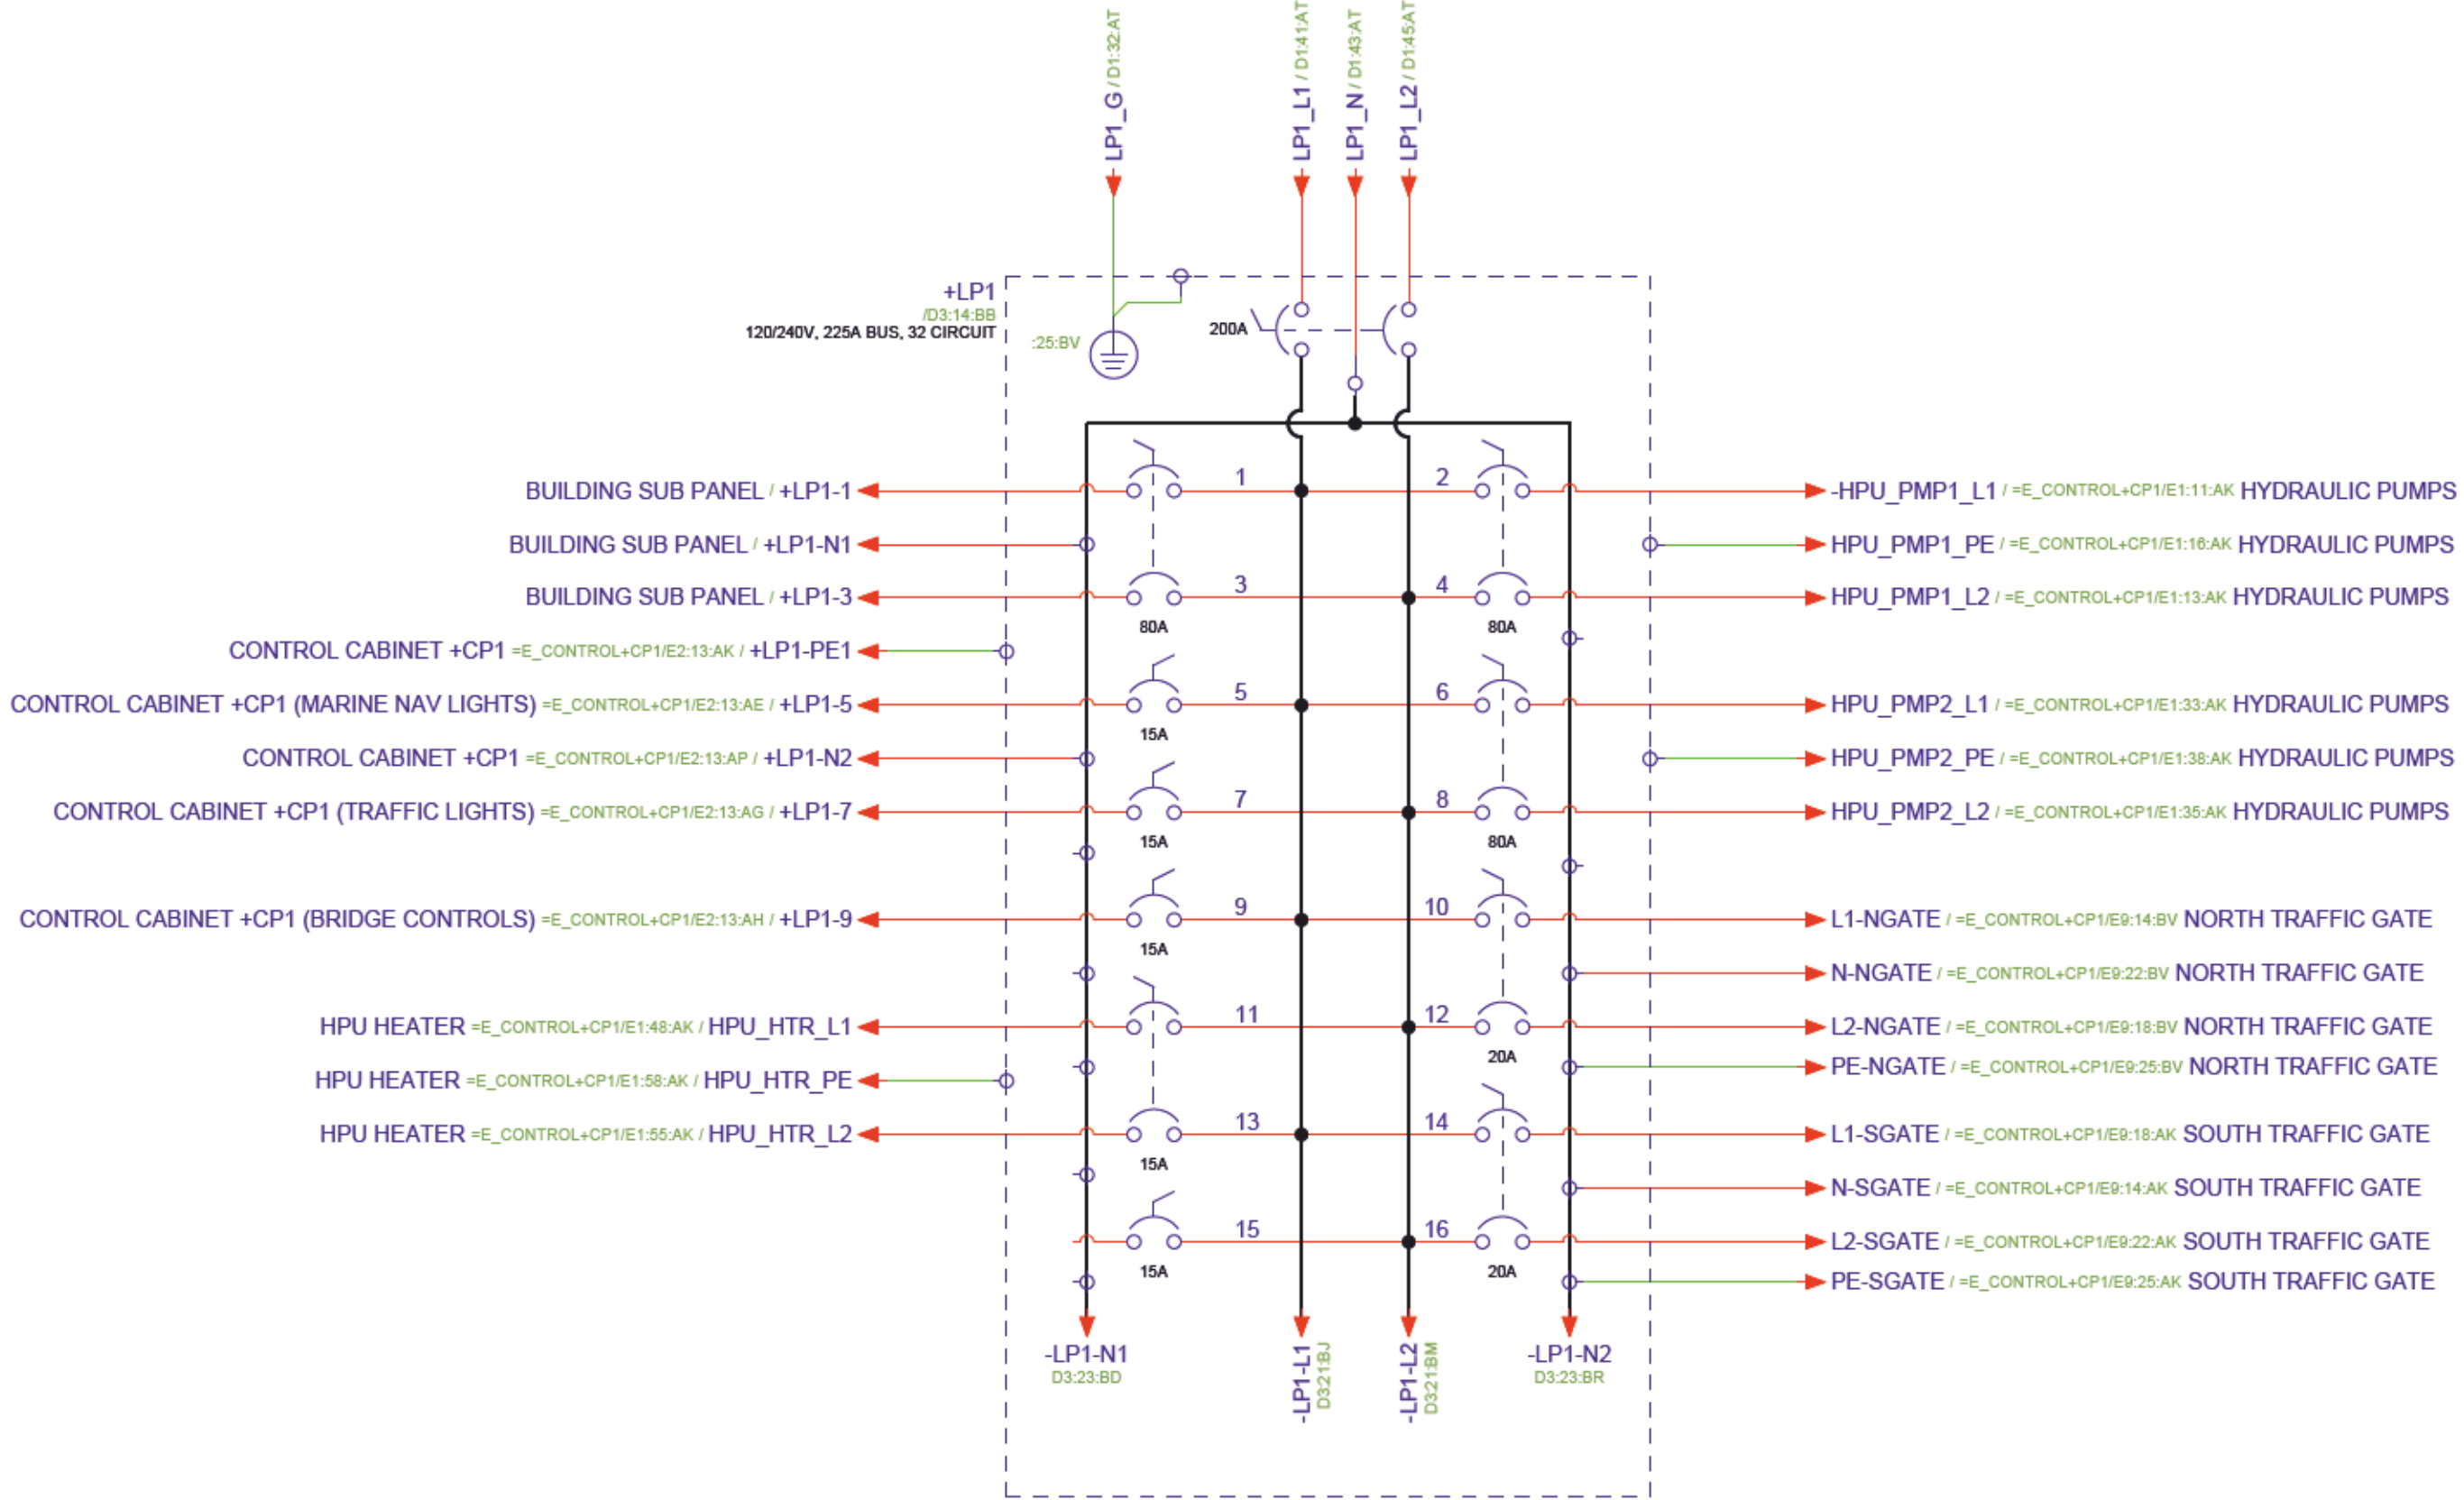 LP1_G / D1:32:AT
LP1_L1 / D1:41:AT
LP1_N / D1:43:AT
LP1_L2 / D1:45:AT
+LP1
/D3:14:BB
120/240V, 225A BUS, 32 CIRCUIT
:25:BV
200A
BUILDING SUB PANEL / +LP1-1
1
2
-HPU_PMP1_L1 / =E_CONTROL+CP1/E1:11:AK HYDRAULIC PUMPS
BUILDING SUB PANEL / +LP1-N1
HPU_PMP1_PE / =E_CONTROL+CP1/E1:16:AK HYDRAULIC PUMPS
BUILDING SUB PANEL / +LP1-3
3
4
HPU_PMP1_L2 / =E_CONTROL+CP1/E1:13:AK HYDRAULIC PUMPS
80A
80A
CONTROL CABINET +CP1 =E_CONTROL+CP1/E2:13:AK / +LP1-PE1
CONTROL CABINET +CP1 (MARINE NAV LIGHTS) =E_CONTROL+CP1/E2:13:AE / +LP1-5
5
6
HPU_PMP2_L1 / =E_CONTROL+CP1/E1:33:AK HYDRAULIC PUMPS
15A
CONTROL CABINET +CP1 =E_CONTROL+CP1/E2:13:AP / +LP1-N2
HPU_PMP2_PE / =E_CONTROL+CP1/E1:38:AK HYDRAULIC PUMPS
CONTROL CABINET +CP1 (TRAFFIC LIGHTS) =E_CONTROL+CP1/E2:13:AG / +LP1-7
7
8
HPU_PMP2_L2 / =E_CONTROL+CP1/E1:35:AK HYDRAULIC PUMPS
15A
80A
CONTROL CABINET +CP1 (BRIDGE CONTROLS) =E_CONTROL+CP1/E2:13:AH / +LP1-9
9
10
L1-NGATE / =E_CONTROL+CP1/E9:14:BV NORTH TRAFFIC GATE
15A
N-NGATE / =E_CONTROL+CP1/E9:22:BV NORTH TRAFFIC GATE
HPU HEATER =E_CONTROL+CP1/E1:48:AK / HPU_HTR_L1
11
12
L2-NGATE / =E_CONTROL+CP1/E9:18:BV NORTH TRAFFIC GATE
20A
PE-NGATE / =E_CONTROL+CP1/E9:25:BV NORTH TRAFFIC GATE
HPU HEATER =E_CONTROL+CP1/E1:58:AK / HPU_HTR_PE
HPU HEATER =E_CONTROL+CP1/E1:55:AK / HPU_HTR_L2
13
14
L1-SGATE / =E_CONTROL+CP1/E9:18:AK SOUTH TRAFFIC GATE
15A
N-SGATE / =E_CONTROL+CP1/E9:14:AK SOUTH TRAFFIC GATE
15
16
L2-SGATE / =E_CONTROL+CP1/E9:22:AK SOUTH TRAFFIC GATE
15A
20A
PE-SGATE / =E_CONTROL+CP1/E9:25:AK SOUTH TRAFFIC GATE
-LP1-N1
D3:23:BD
-LP1-L1
D3:21:BJ
-LP1-L2
D3:21:BM
-LP1-N2
D3:23:BR